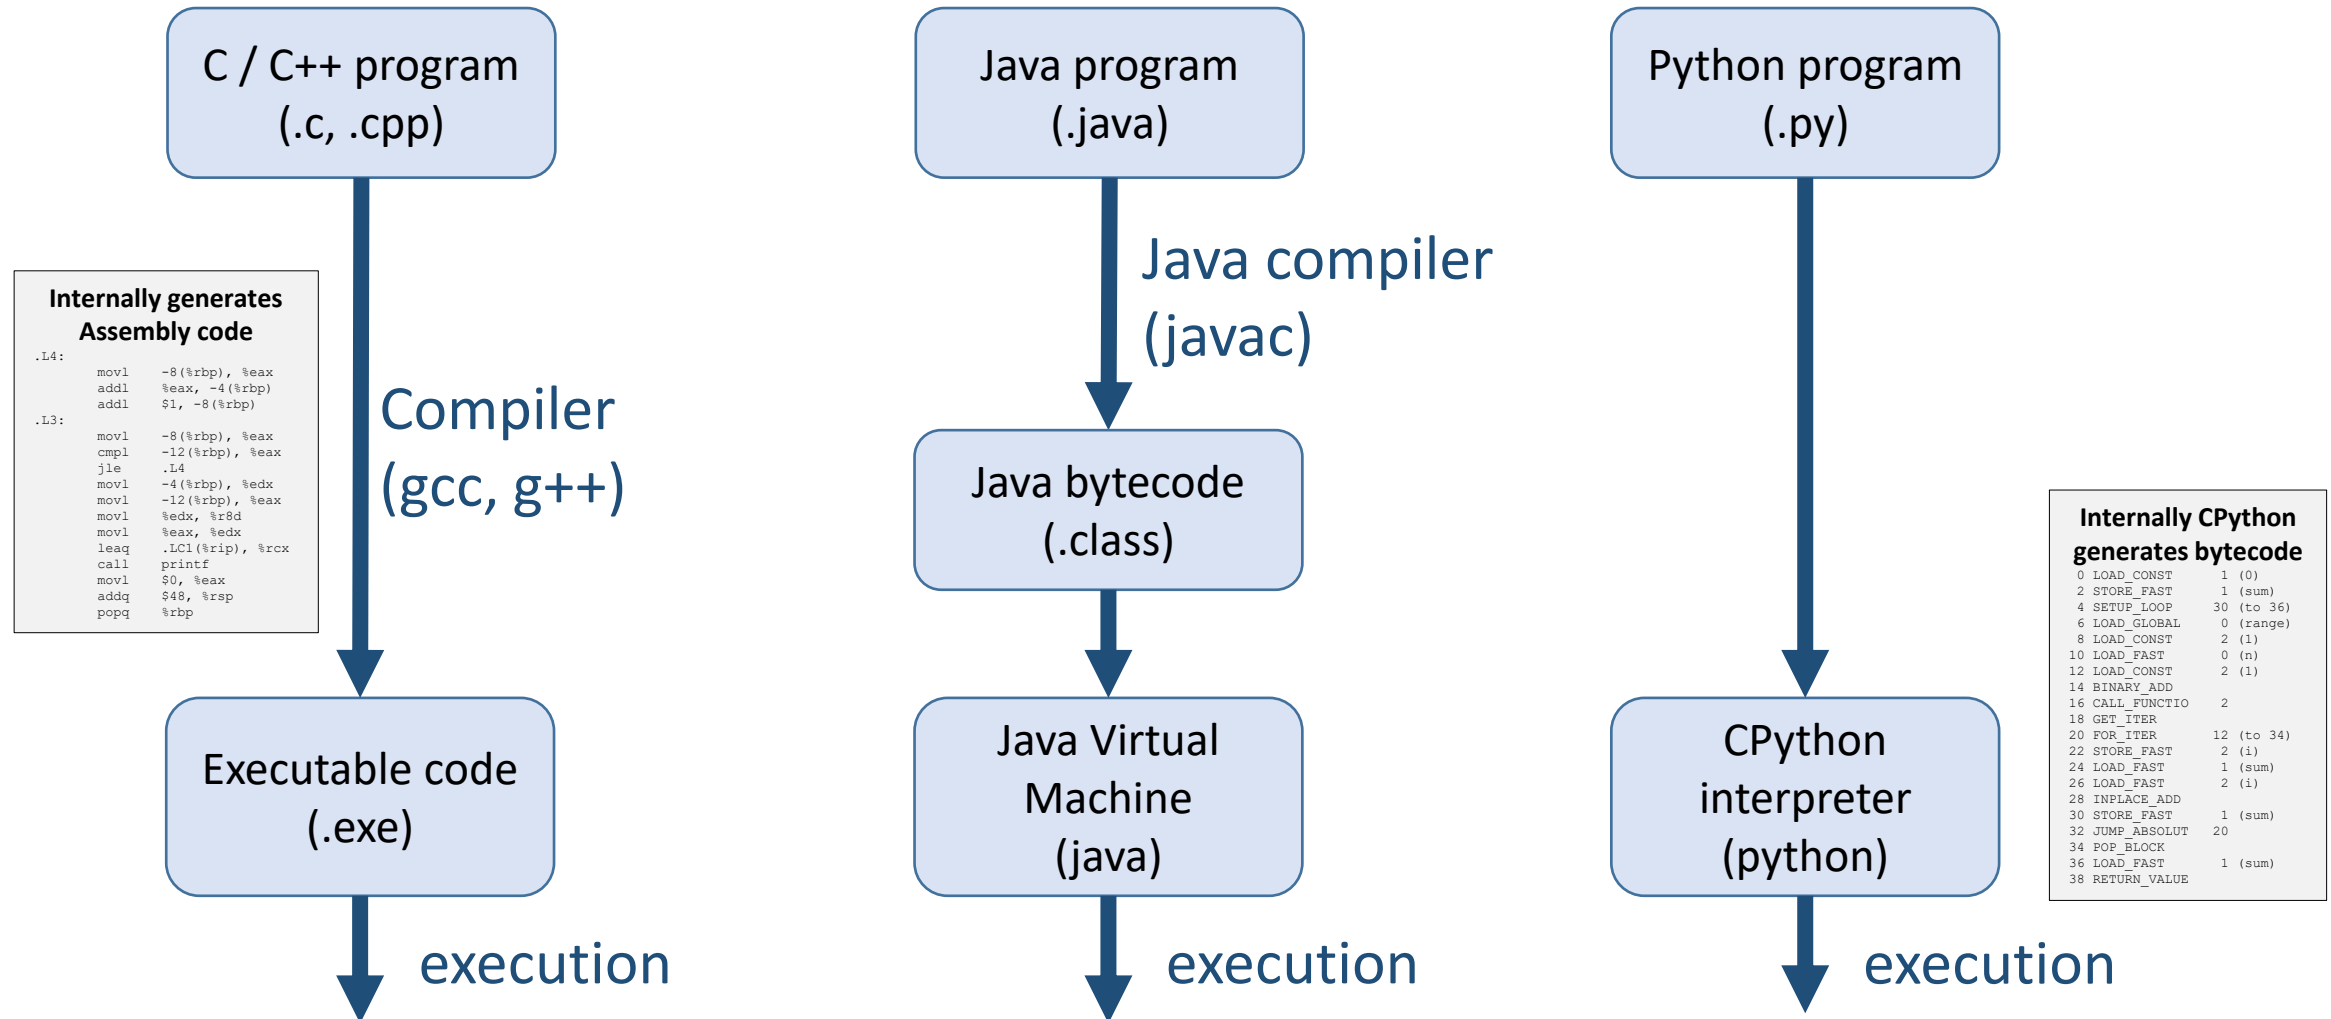 C / C++ program
(.c, .cpp)
Internally generates
Assembly code
.L4:
movl -8(%rbp), %eax
addl %eax, -4(%rbp)
addl $1, -8(%rbp)
.L3:
movl -8(%rbp), %eax
cmpl -12(%rbp), %eax
jle .L4
movl -4(%rbp), %edx
movl -12(%rbp), %eax
movl %edx, %r8d
movl %eax, %edx
leaq .LC1(%rip), %rcx
call printf
movl $0, %eax
addq $48, %rsp
popq %rbp
Compiler
(gcc, g++)
Executable code
(.exe)
execution
Java program
(.java)
Java compiler
(javac)
Java bytecode
(.class)
Java Virtual
Machine
(java)
execution
Python program
(.py)
CPython
interpreter
(python)
Internally CPython
generates bytecode
0 LOAD_CONST 1 (0)
2 STORE_FAST 1 (sum)
4 SETUP_LOOP 30 (to 36)
6 LOAD_GLOBAL 0 (range)
8 LOAD_CONST 2 (1)
10 LOAD_FAST 0 (n)
12 LOAD_CONST 2 (1)
14 BINARY_ADD
16 CALL_FUNCTIO 2
18 GET_ITER
20 FOR_ITER 12 (to 34)
22 STORE_FAST 2 (i)
24 LOAD_FAST 1 (sum)
26 LOAD_FAST 2 (i)
28 INPLACE_ADD
30 STORE_FAST 1 (sum)
32 JUMP_ABSOLUT 20
34 POP_BLOCK
36 LOAD_FAST 1 (sum)
38 RETURN_VALUE
execution